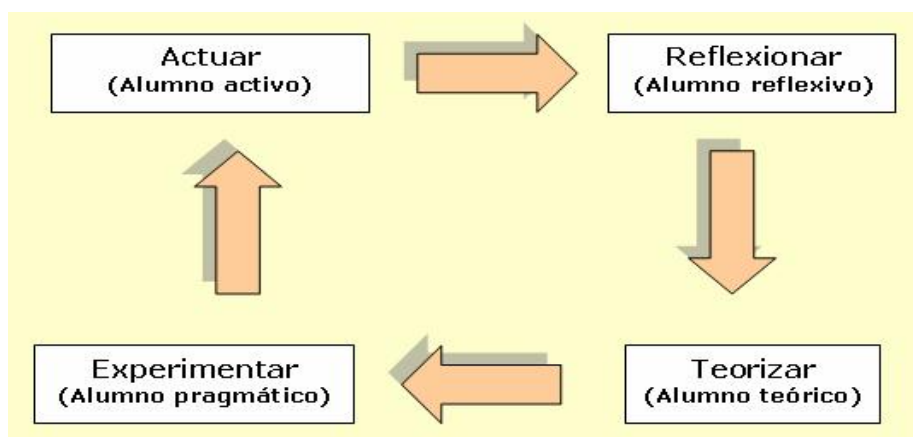 Actuar
(Alumno activo)
Reflexionar
(Alumno reflexivo)
Experimentar
(Alumno pragmático)
Teorizar
(Alumno teórico)